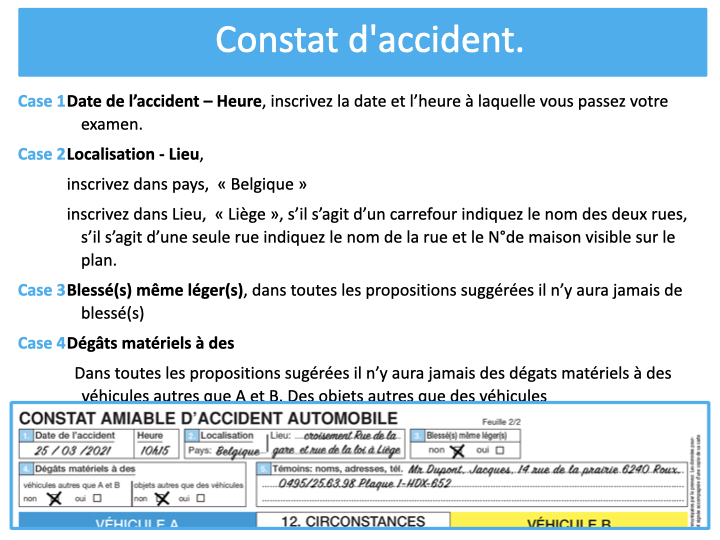 Constat d'accident.
Case 1 Date de l’accident – Heure, inscrivez la date et l’heure à laquelle vous passez votre
examen.
Case 2 Localisation - Lieu,
inscrivez dans pays, « Belgique »
inscrivez dans Lieu, « Liège », s’il s’agit d’un carrefour indiquez le nom des deux rues,
s’il s’agit d’une seule rue indiquez le nom de la rue et le N°de maison visible sur le
plan.
Case 3 Blessé(s) même léger(s), dans toutes les propositions suggérées il n’y aura jamais de
blessé(s)
Case 4 Dégâts matériels à des
Dans toutes les propositions sugérées il n’y aura jamais des dégats matériels à des
véhicules autres que A et B. Des objets autres que des véhicules
CONSTAT AMIABLE D’ACCIDENT AUTOMOBILE Feuille 2/2
1. Date de l'accident Heure 2. Localisation Lieu: croisement Rue de la 3. Blessé(s) même léger(s)
25 / 03 /2021 10h15 Pays: Belgique gare et rue de la loi à Liège non oui
4. Dégâts matériels à des 5. Témoins: noms, adresses, tél. Mr. Dupont, Jacques, 14 rue de la prairie 6240 Roux
véhicules autres que A et B objets autres que des véhicules 0495/25.63.98 Plaque 1-HDX-652
non oui non oui
VÉHICULE A 12. CIRCONSTANCES VÉHICULE B